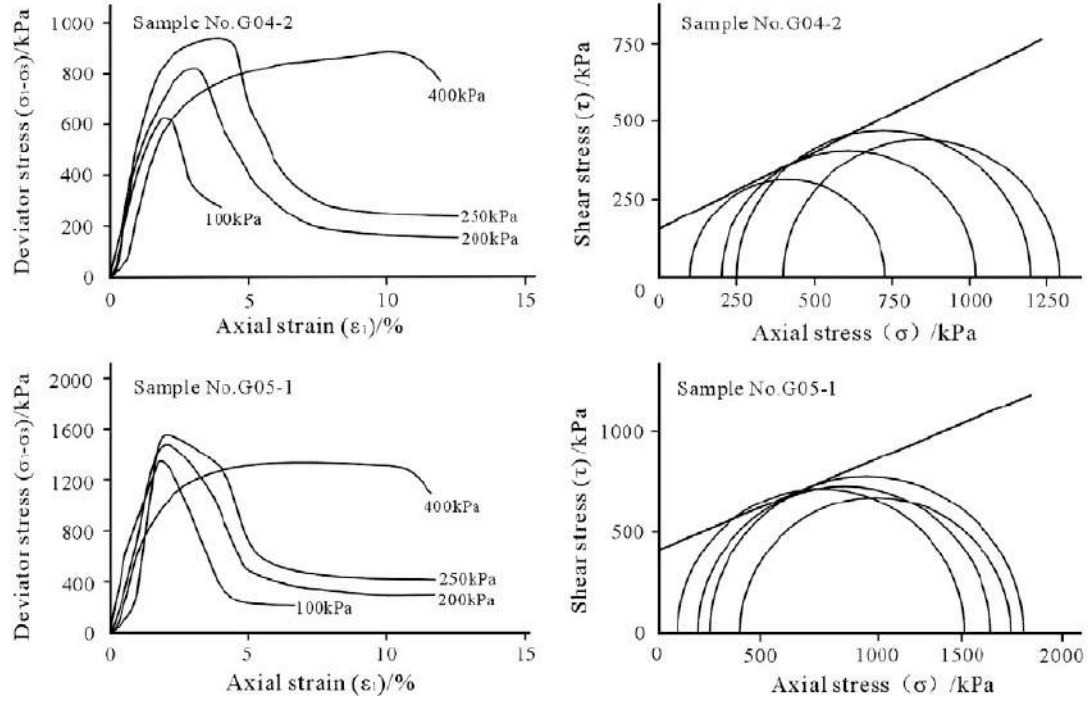 Sample No.G04-2
Deviator stress (σ1-σ3)/kPa
1000
800
600
400
200
0
400kPa
100kPa
250kPa
200kPa
0
5
10
15
Axial strain (ε1)/%
Sample No.G04-2
Shear stress (τ) /kPa
750
500
250
0
0
250
500
750
1000
1250
Axial stress (σ) /kPa
Sample No.G05-1
Deviator stress (σ1-σ3)/kPa
2000
1600
1200
800
400
0
400kPa
250kPa
200kPa
100kPa
0
5
10
15
Axial strain (ε1)/%
Sample No.G05-1
Shear stress (τ) /kPa
1000
500
0
0
500
1000
1500
2000
Axial stress (σ) /kPa